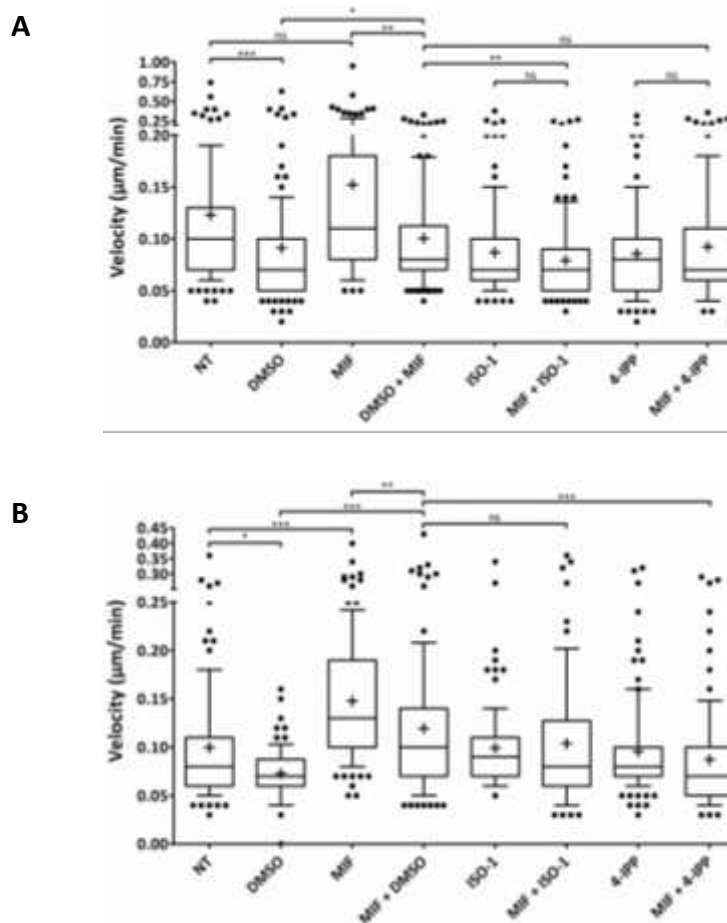 A
*
ns
**
ns
***
**
ns
ns
1.00
0.75
0.50
0.25
0.20
0.15
0.10
0.05
0.00
Velocity (µm/min)
NT
DMSO
MIF
DMSO + MIF
ISO-1
MIF + ISO-1
4-IPP
MIF + 4-IPP
B
**
***
***
***
ns
*
0.45
0.40
0.35
0.30
0.25
0.20
0.15
0.10
0.05
0.00
Velocity (µm/min)
NT
DMSO
MIF
MIF + DMSO
ISO-1
MIF + ISO-1
4-IPP
MIF + 4-IPP